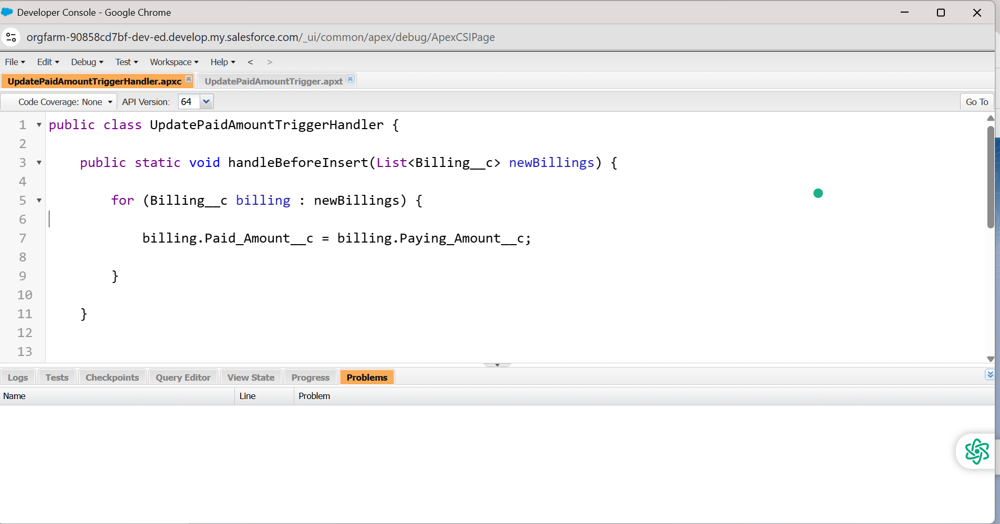 Developer Console - Google Chrome
orgfarm-90858cd7bf-dev-ed.develop.my.salesforce.com/_ui/common/apex/debug/ApexCSIPage
File Edit Debug Test Workspace Help < >
UpdatePaidAmountTriggerHandler.apxc UpdatePaidAmountTrigger.apxt
Code Coverage: None API Version: 64 Go To
1 public class UpdatePaidAmountTriggerHandler {
2
3 public static void handleBeforeInsert(List<Billing__c> newBillings) {
4
5 for (Billing__c billing : newBillings) {
6
7 billing.Paid_Amount__c = billing.Paying_Amount__c;
8
9 }
10
11 }
12
13
Logs Tests Checkpoints Query Editor View State Progress Problems
Name Line Problem